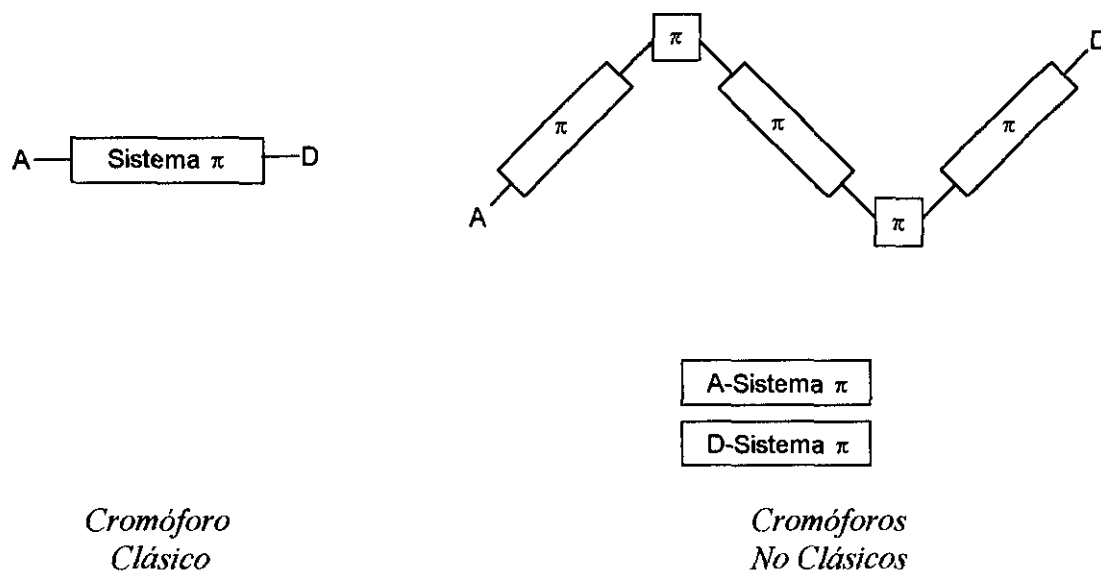 A Sistema π D
A π π π π π D
A-Sistema π
D-Sistema π
Cromóforo
Clásico
Cromóforos
No Clásicos